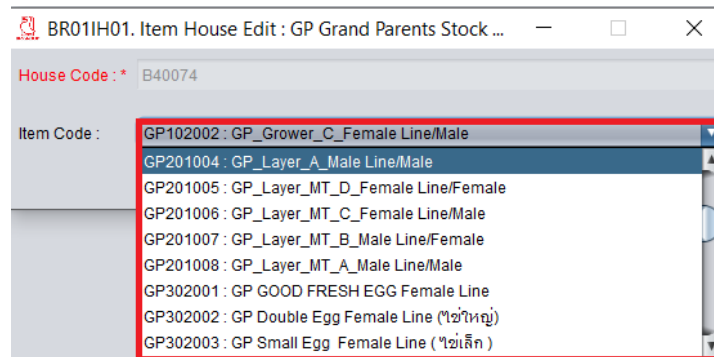 BR01IH01. Item House Edit : GP Grand Parents Stock ...
House Code : * B40074
Item Code : GP102002 : GP_Grower_C_Female Line/Male
GP201004 : GP_Layer_A_Male Line/Male
GP201005 : GP_Layer_MT_D_Female Line/Female
GP201006 : GP_Layer_MT_C_Female Line/Male
GP201007 : GP_Layer_MT_B_Male Line/Female
GP201008 : GP_Layer_MT_A_Male Line/Male
GP302001 : GP GOOD FRESH EGG Female Line
GP302002 : GP Double Egg Female Line (ไข่ใหญ่)
GP302003 : GP Small Egg Female Line ( ไข่เล็ก )